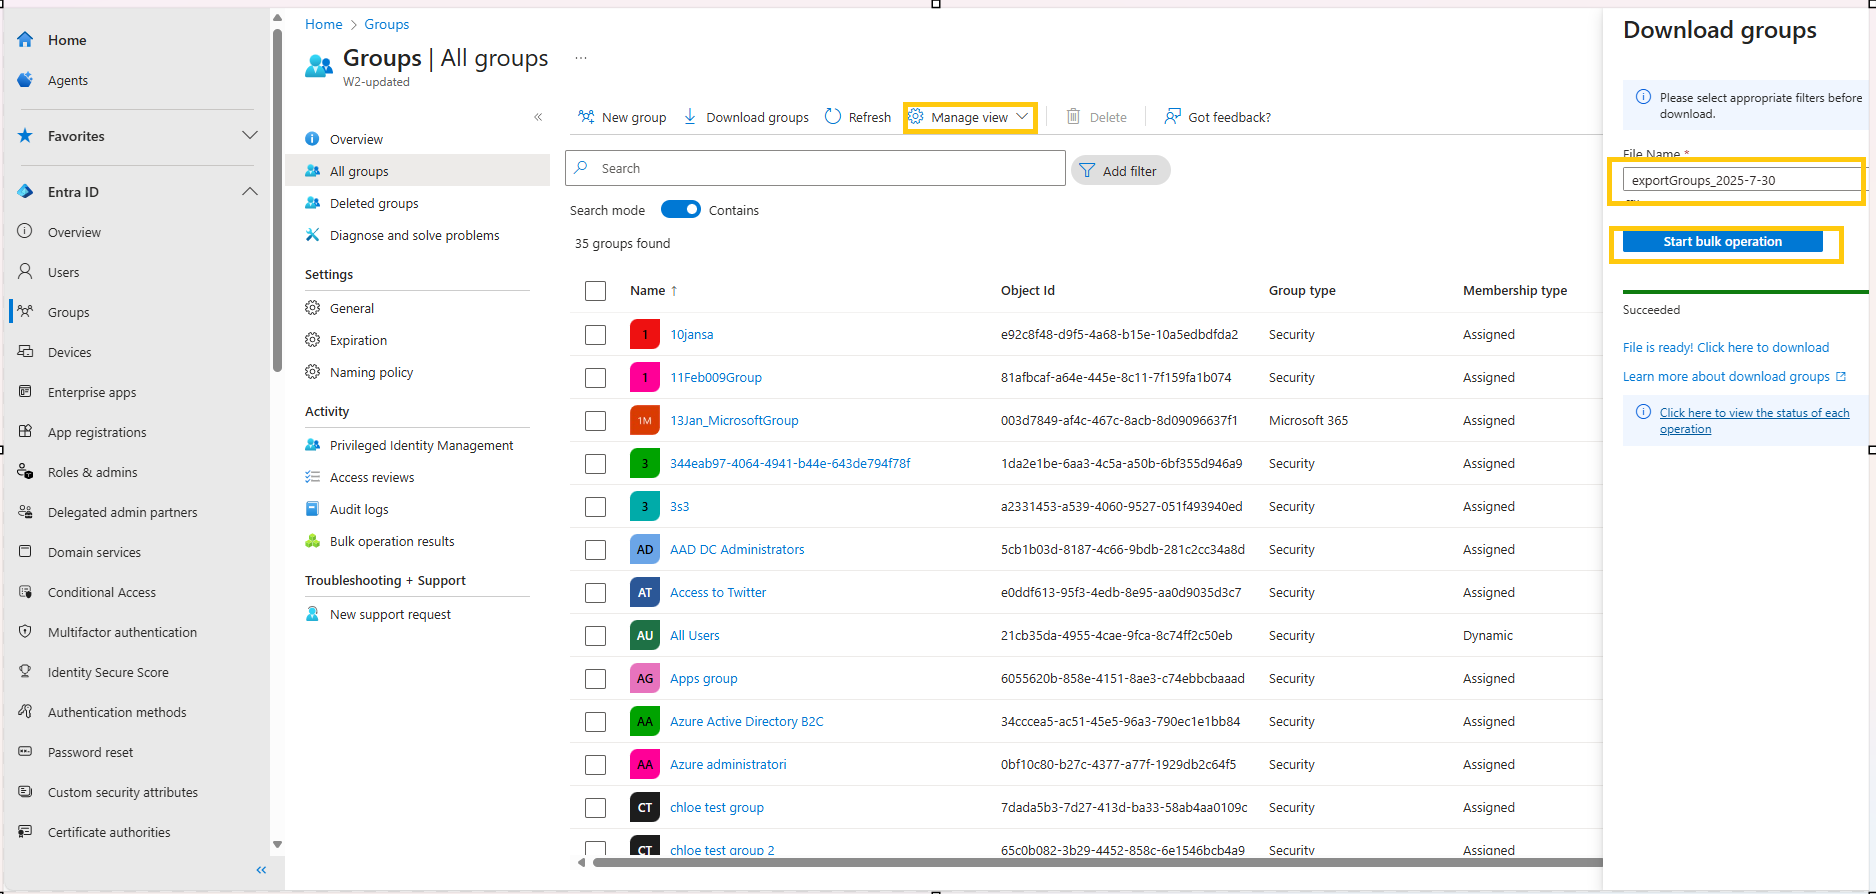 Home
Agents
Favorites
Entra ID
Overview
Users
Groups
Devices
Enterprise apps
App registrations
Roles & admins
Delegated admin partners
Domain services
Conditional Access
Multifactor authentication
Identity Secure Score
Authentication methods
Password reset
Custom security attributes
Certificate authorities
Home > Groups
Groups | All groups ...
W2-updated
Overview
All groups
Deleted groups
Diagnose and solve problems
Settings
General
Expiration
Naming policy
Activity
Privileged Identity Management
Access reviews
Audit logs
Bulk operation results
Troubleshooting + Support
New support request
New group Download groups Refresh Manage view Delete Got feedback?
Search Add filter
Search mode Contains
35 groups found
Name ↑ Object Id Group type Membership type
1 10jansa e92c8f48-d9f5-4a68-b15e-10a5edbdfda2 Security Assigned
1 11Feb009Group 81afbcaf-a64e-445e-8c11-7f159fa1b074 Security Assigned
1M 13Jan_MicrosoftGroup 003d7849-af4c-467c-8acb-8d09096637f1 Microsoft 365 Assigned
3 344eab97-4064-4941-b44e-643de794f78f 1da2e1be-6aa3-4c5a-a50b-6bf355d946a9 Security Assigned
3 3s3 a2331453-a539-4060-9527-051f493940ed Security Assigned
AD AAD DC Administrators 5cb1b03d-8187-4c66-9bdb-281c2cc34a8d Security Assigned
AT Access to Twitter e0ddf613-95f3-4edb-8e95-aa0d9035d3c7 Security Assigned
AU All Users 21cb35da-4955-4cae-9fca-8c74ff2c50eb Security Dynamic
AG Apps group 6055620b-858e-4151-8ae3-c74ebbcbaaad Security Assigned
AA Azure Active Directory B2C 34cccea5-ac51-45e5-96a3-790ec1e1bb84 Security Assigned
AA Azure administratori 0bf10c80-b27c-4377-a77f-1929db2c64f5 Security Assigned
CT chloe test group 7dada5b3-7d27-413d-ba33-58ab4aa0109c Security Assigned
CT chloe test group 2 65c0b082-3b29-4452-858c-6e1546bcb4a9 Security Assigned
Download groups
Please select appropriate filters before
download.
File Name *
exportGroups_2025-7-30
Start bulk operation
Succeeded
File is ready! Click here to download
Learn more about download groups
Click here to view the status of each
operation